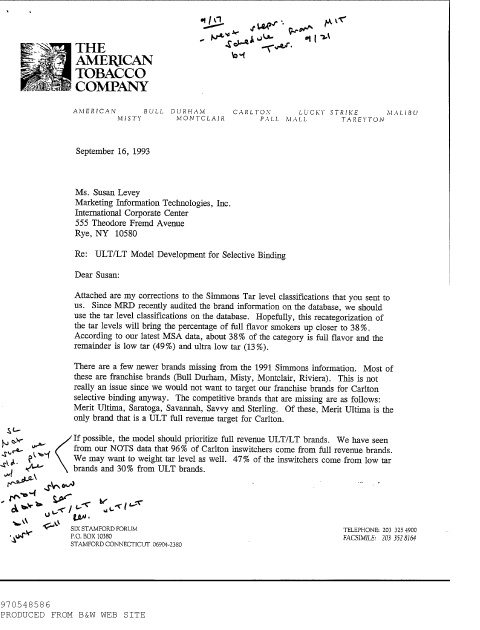 9/17
- Next steps:
Schedule from MIT
by Tues. 9/21
THE
AMERICAN
TOBACCO
COMPANY
AMERICAN BULL DURHAM CARLTON LUCKY STRIKE MALIBU
MISTY MONTCLAIR PALL MALL TAREYTON
September 16, 1993
Ms. Susan Levey
Marketing Information Technologies, Inc.
International Corporate Center
555 Theodore Fremd Avenue
Rye, NY 10580
Re: ULT/LT Model Development for Selective Binding
Dear Susan:
Attached are my corrections to the Simmons Tar level classifications that you sent to
us. Since MRD recently audited the brand information on the database, we should
use the tar level classifications on the database. Hopefully, this recategorization of
the tar levels will bring the percentage of full flavor smokers up closer to 38%.
According to our latest MSA data, about 38% of the category is full flavor and the
remainder is low tar (49%) and ultra low tar (13%).
There are a few newer brands missing from the 1991 Simmons information. Most of
these are franchise brands (Bull Durham, Misty, Montclair, Riviera). This is not
really an issue since we would not want to target our franchise brands for Carlton
selective binding anyway. The competitive brands that are missing are as follows:
Merit Ultima, Saratoga, Savannah, Savvy and Sterling. Of these, Merit Ultima is the
only brand that is a ULT full revenue target for Carlton.
If possible, the model should prioritize full revenue ULT/LT brands. We have seen
from our NOTS data that 96% of Carlton inswitchers come from full revenue brands.
We may want to weight tar level as well. 47% of the inswitchers come from low tar
brands and 30% from ULT brands.
Not
sure we
shd. play
w/ the
model
- may show
data for
all ULT/LT &
just Full Rev. ULT/LT
SIX STAMFORD FORUM
P.O. BOX 10380
STAMFORD CONNECTICUT 06904-2380
TELEPHONE: 203 325 4900
FACSIMILE: 203 352 8164
970548586
PRODUCED FROM B&W WEB SITE